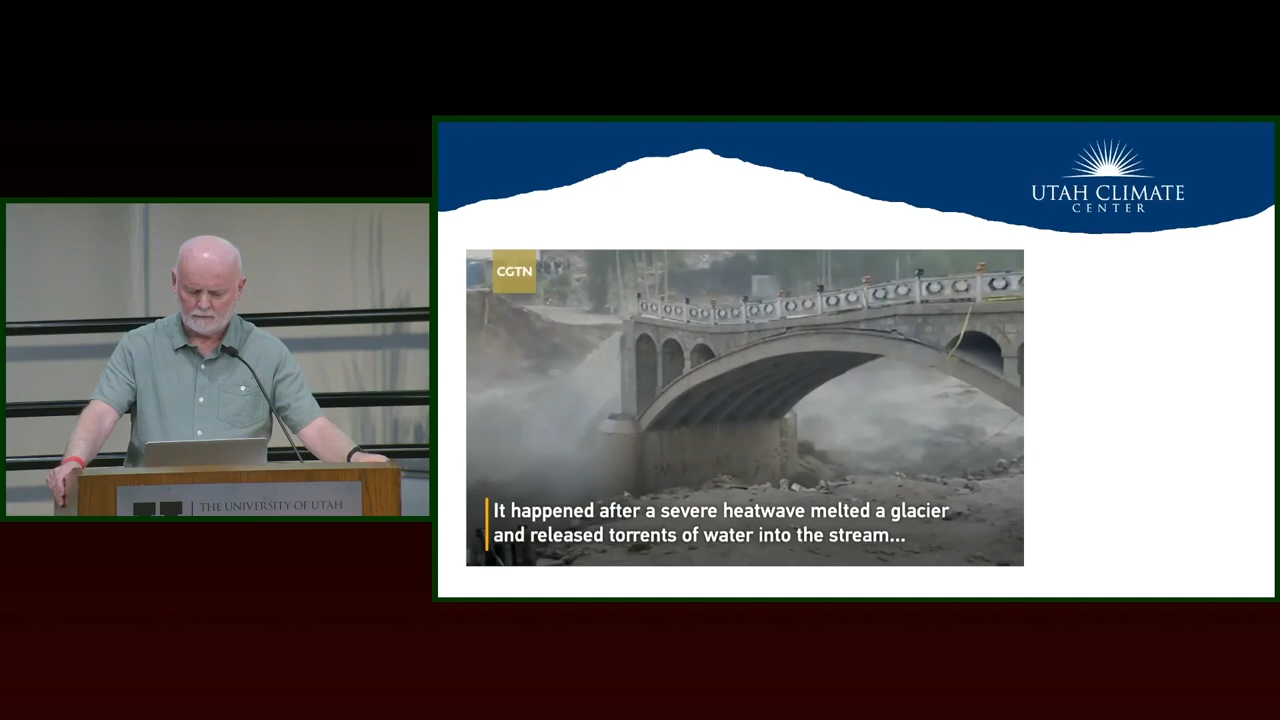 THE UNIVERSITY OF UTAH
UTAH CLIMATE
CENTER
CGTN
It happened after a severe heatwave melted a glacier
and released torrents of water into the stream...